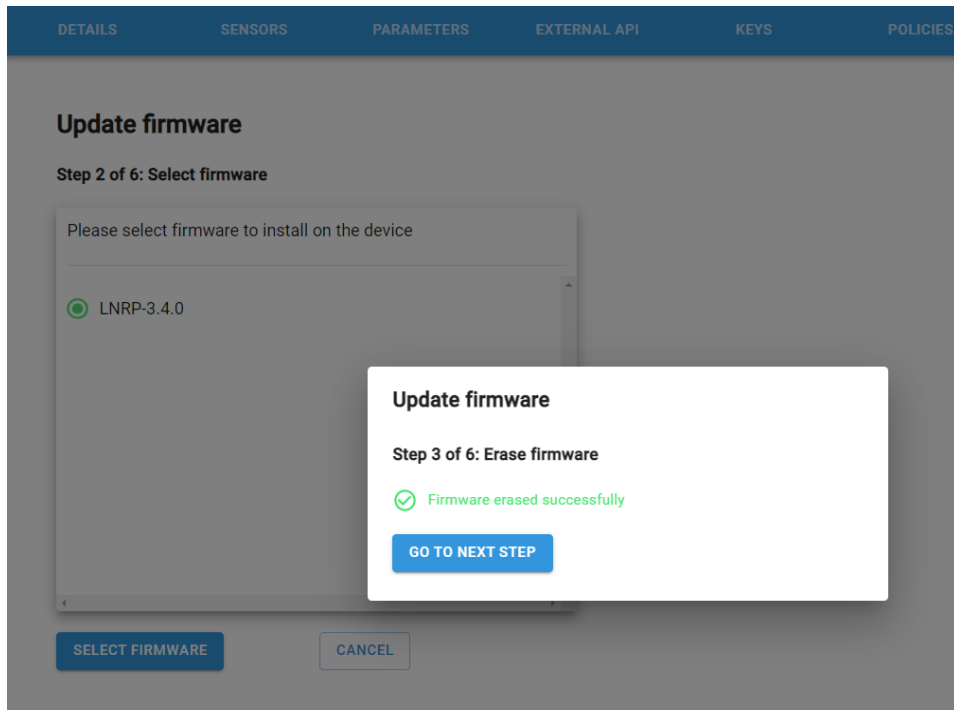 DETAILS SENSORS PARAMETERS EXTERNAL API KEYS POLICIES
Update firmware
Step 2 of 6: Select firmware
Please select firmware to install on the device
LNRP-3.4.0
Update firmware
Step 3 of 6: Erase firmware
Firmware erased successfully
GO TO NEXT STEP
SELECT FIRMWARE CANCEL